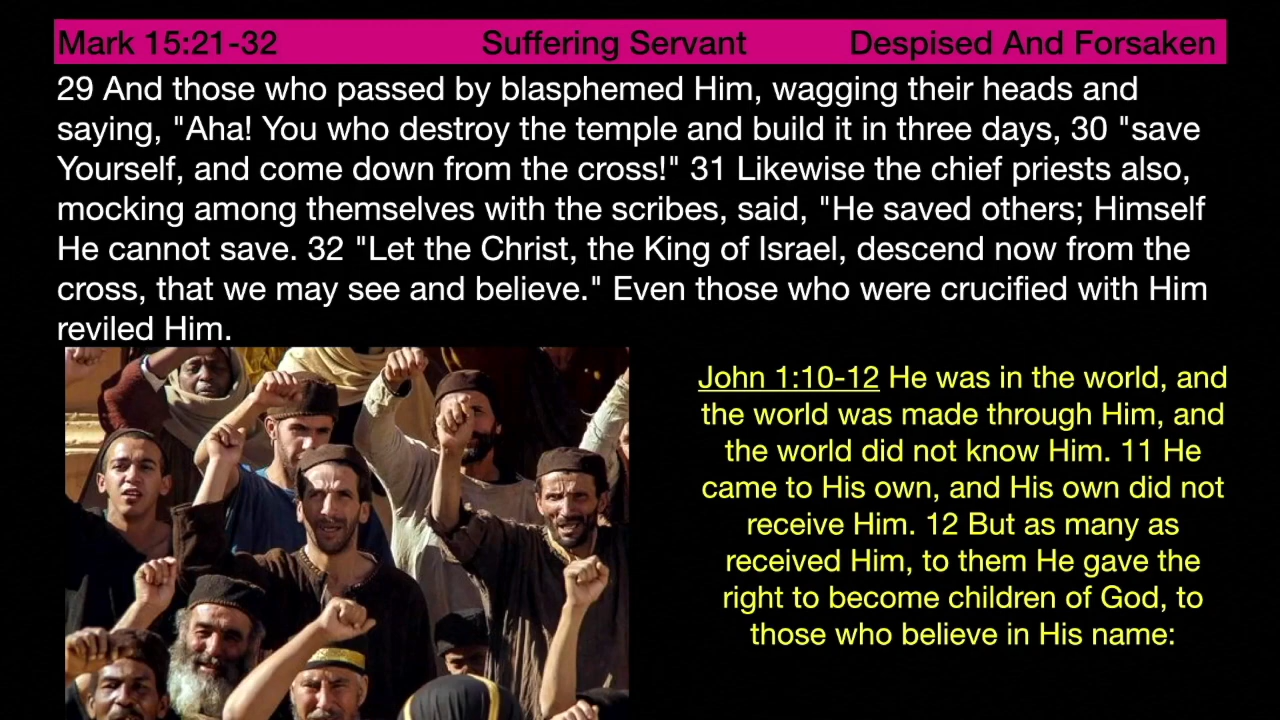 Mark 15:21-32 Suffering Servant Despised And Forsaken
29 And those who passed by blasphemed Him, wagging their heads and
saying, "Aha! You who destroy the temple and build it in three days, 30 "save
Yourself, and come down from the cross!" 31 Likewise the chief priests also,
mocking among themselves with the scribes, said, "He saved others; Himself
He cannot save. 32 "Let the Christ, the King of Israel, descend now from the
cross, that we may see and believe." Even those who were crucified with Him
reviled Him.
John 1:10-12 He was in the world, and
the world was made through Him, and
the world did not know Him. 11 He
came to His own, and His own did not
receive Him. 12 But as many as
received Him, to them He gave the
right to become children of God, to
those who believe in His name: